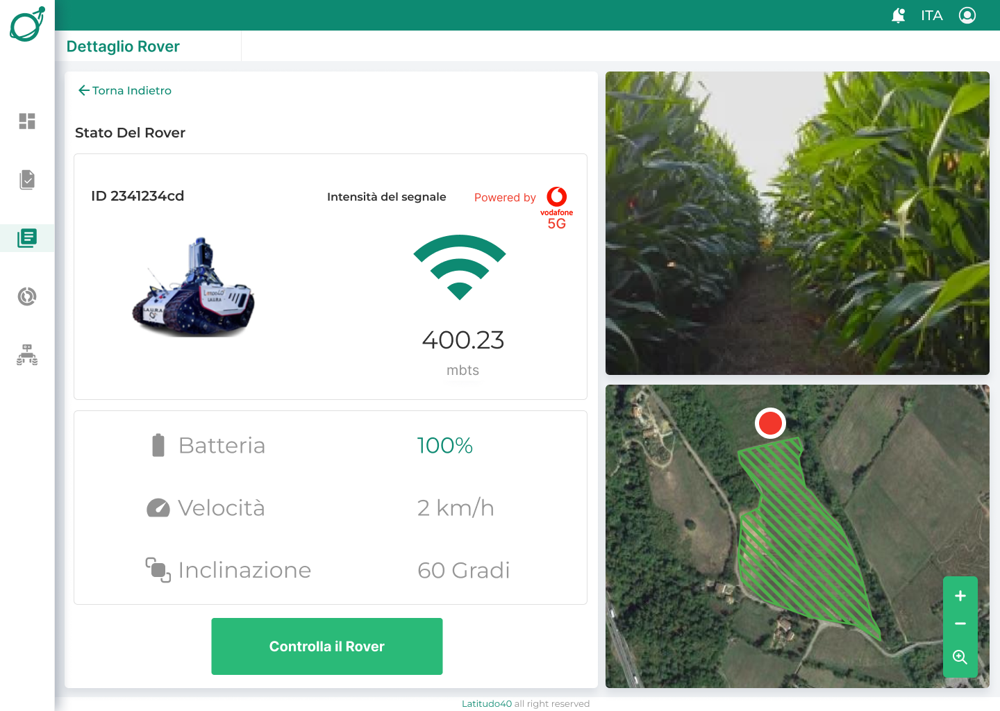 ITA
Dettaglio Rover
Torna Indietro
Stato Del Rover
ID 2341234cd
Intensità del segnale
Powered by
vodafone
5G
L.A.U.R.A
L.A.U.R.A
400.23
mbts
Batteria
100%
Velocità
2 km/h
Inclinazione
60 Gradi
Controlla il Rover
Latitudo40 all right reserved